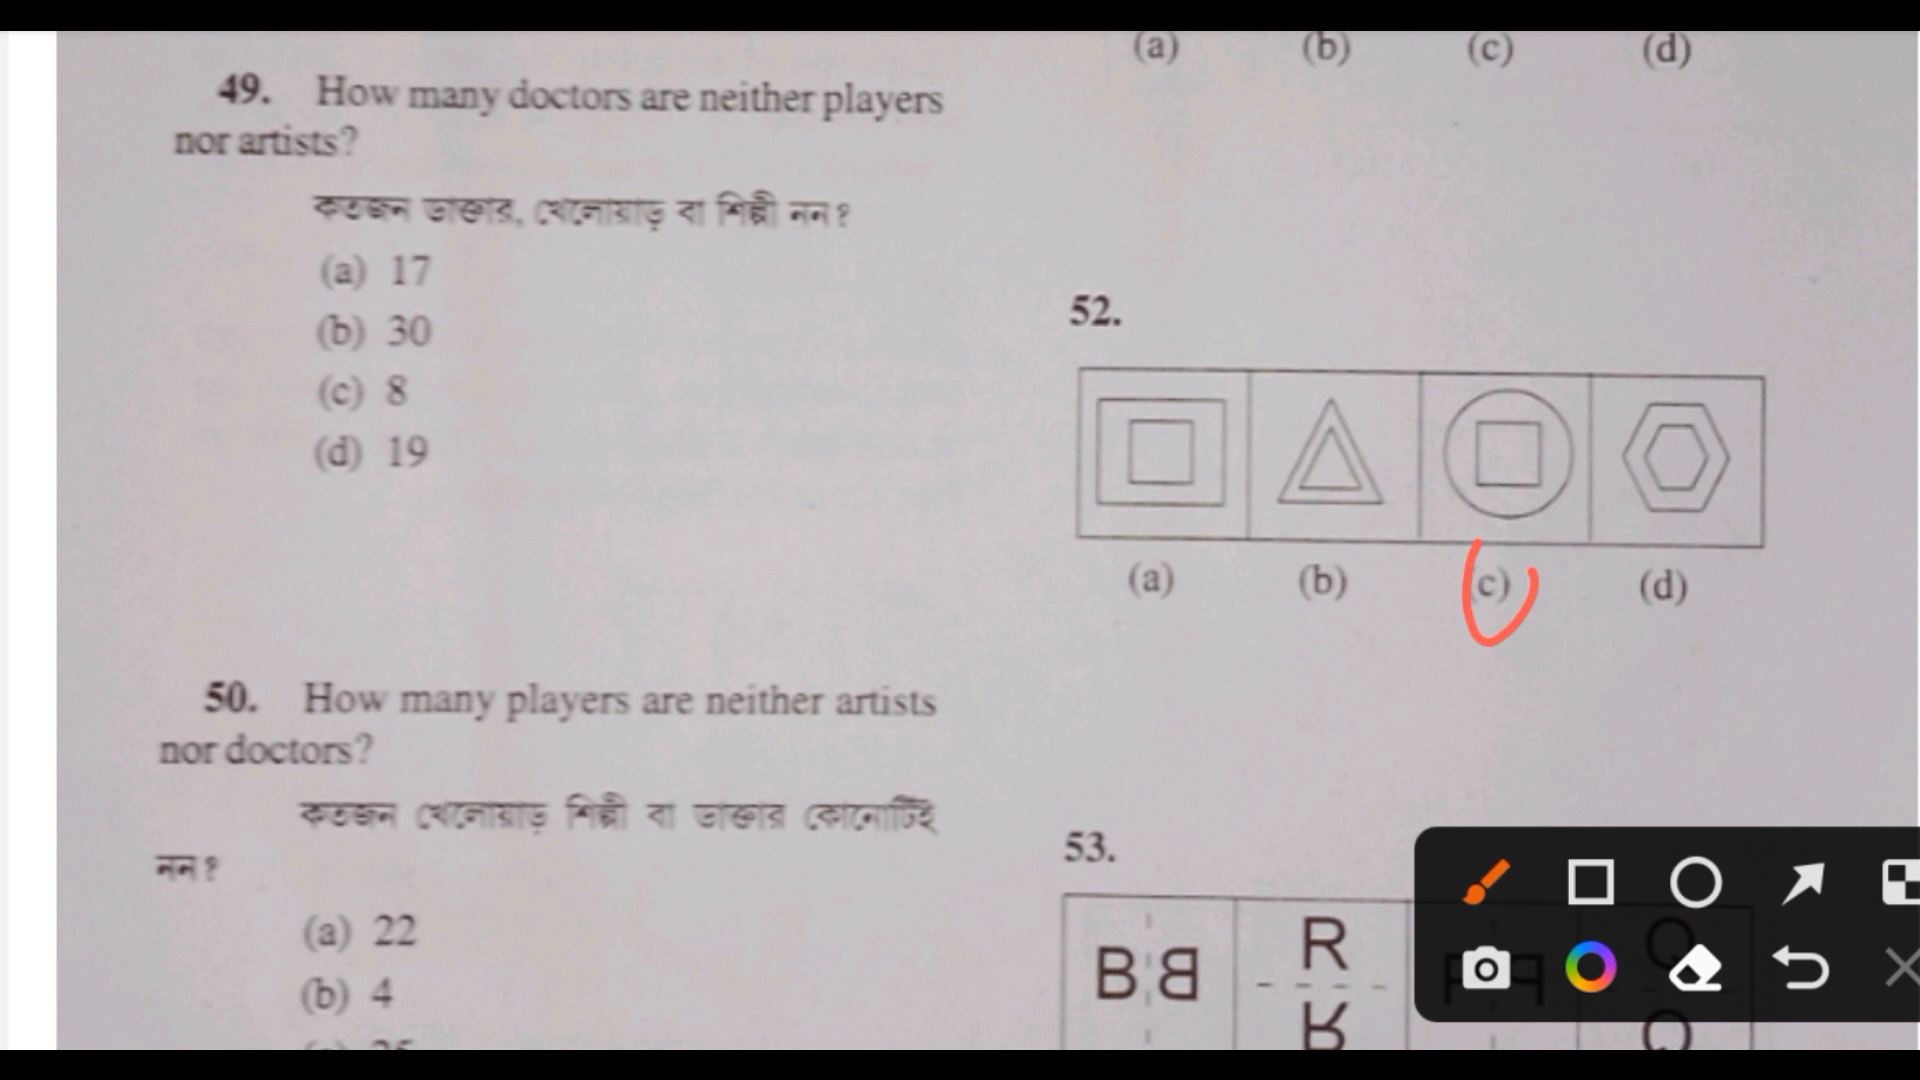 49. How many doctors are neither players
nor artists?
কতজন ডাক্তার, খেলোয়াড় বা শিল্পী নন ?
(a) 17
(b) 30
(c) 8
(d) 19
50. How many players are neither artists
nor doctors?
কতজন খেলোয়াড় শিল্পী বা ডাক্তার কোনোটিই
নন ?
(a) 22
(b) 4
(a) (b) (c) (d)
52.
(a) (b) (c) (d)
53.
B B R
R